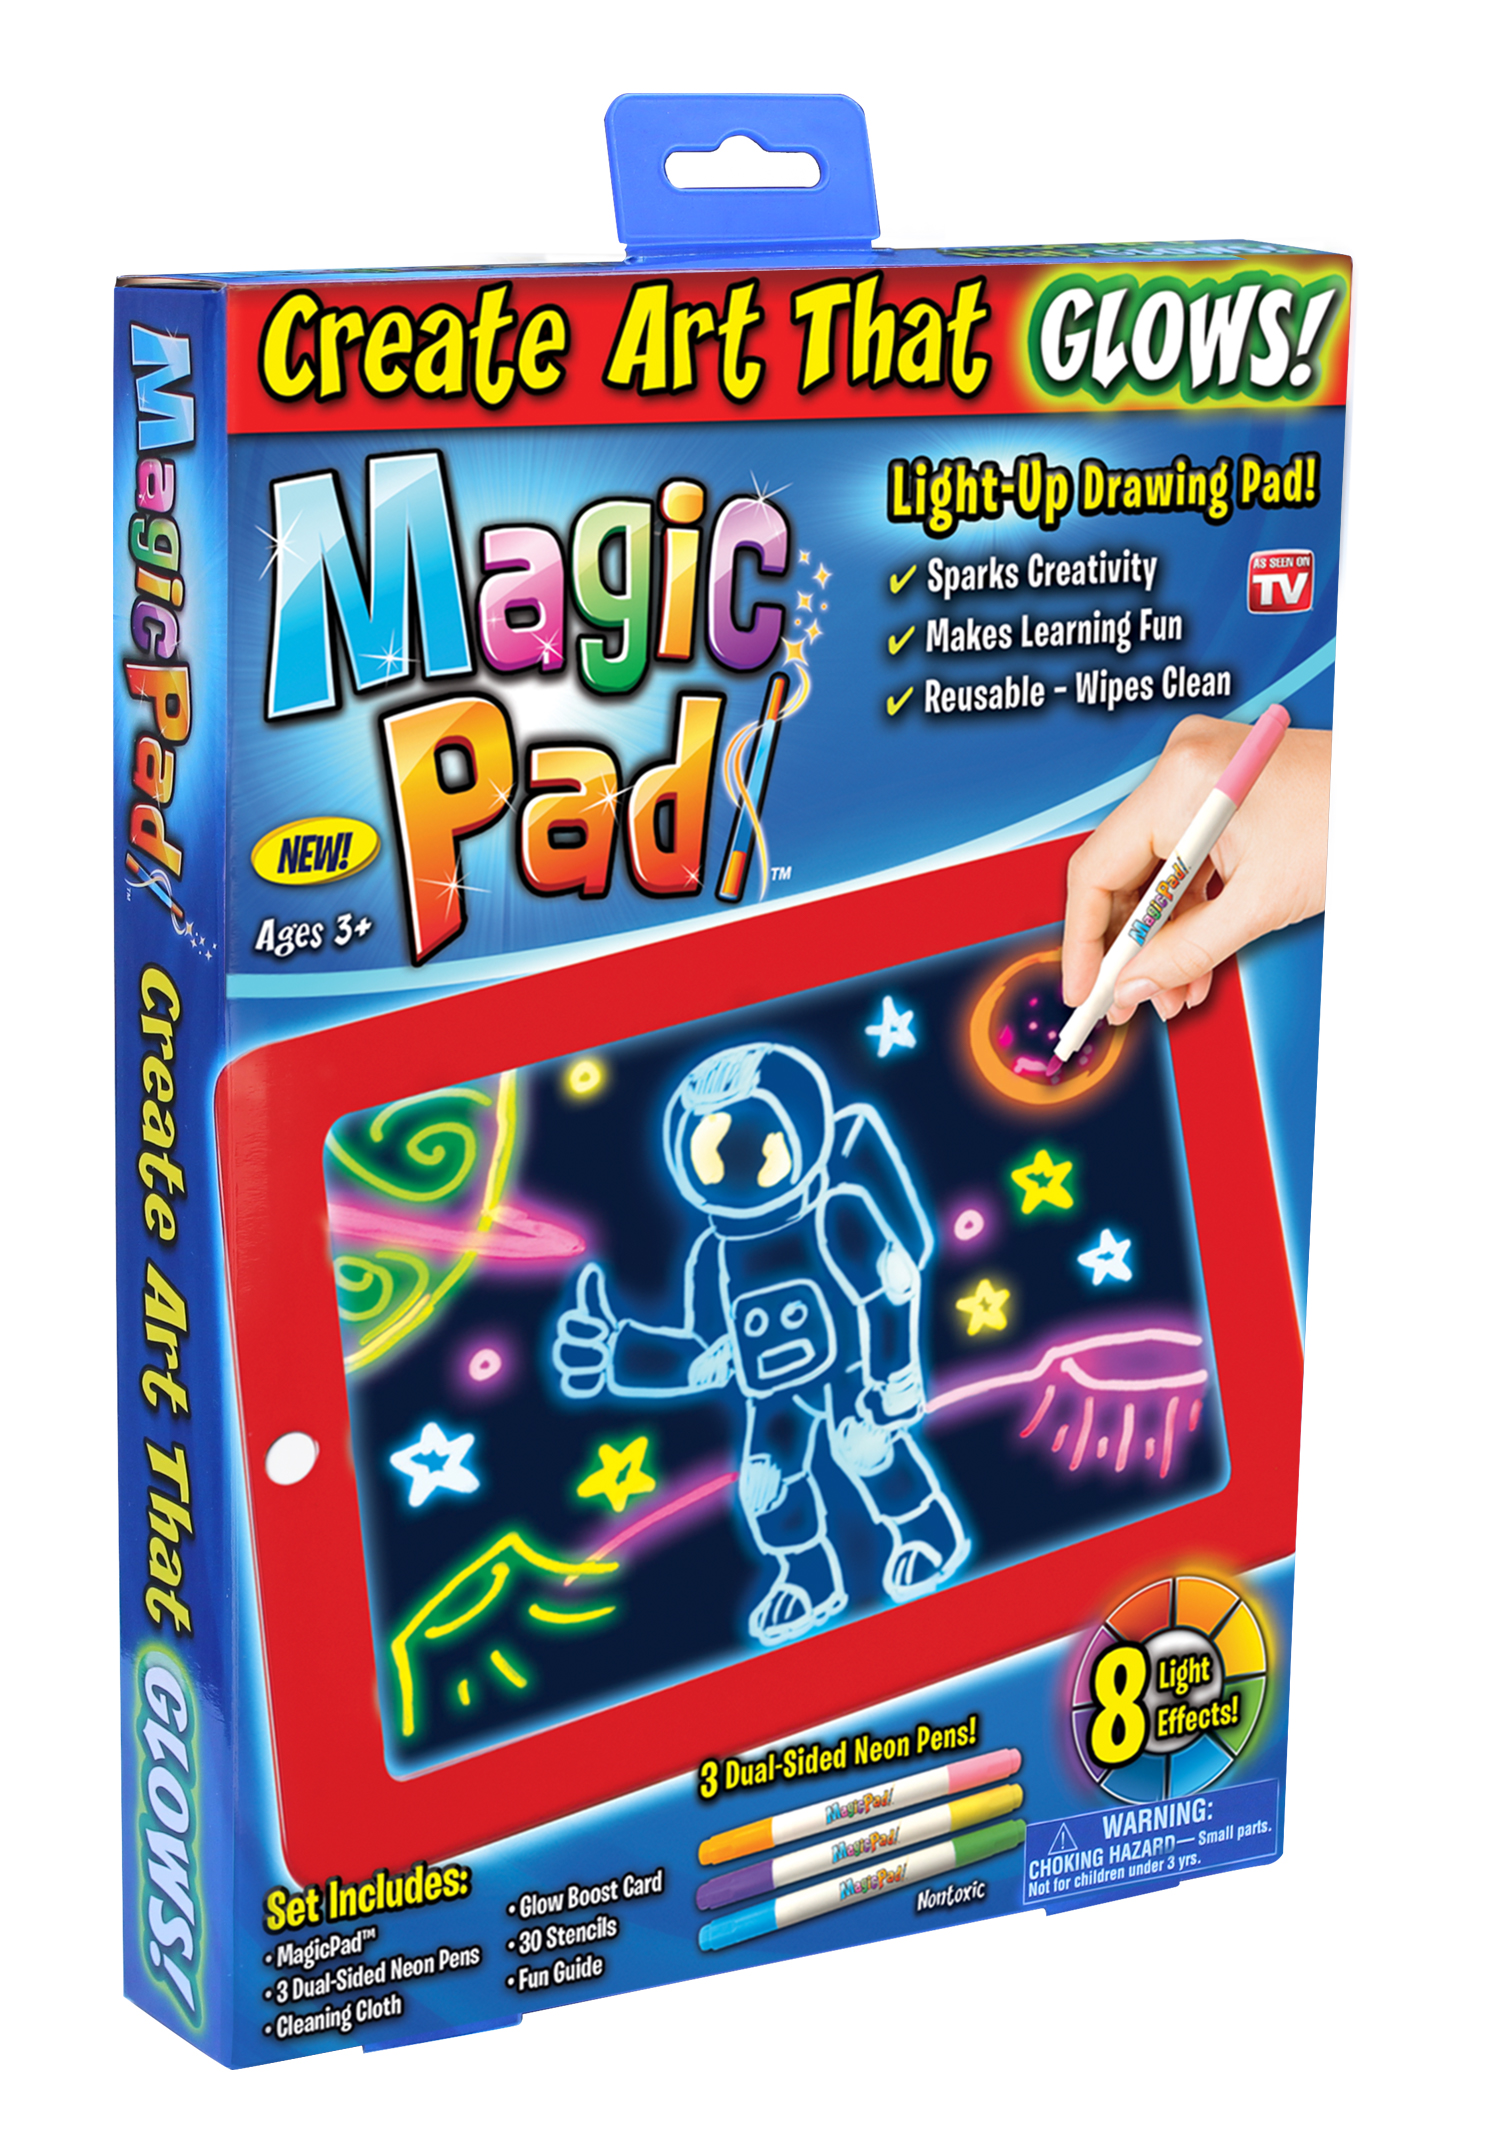 Create Art That GLOWS!
Magic
Pad!™
Light-Up Drawing Pad!
✓ Sparks Creativity
✓ Makes Learning Fun
✓ Reusable - Wipes Clean
AS SEEN ON
TV
NEW!
Ages 3+
MagicPad!
8 Light
Effects!
3 Dual-Sided Neon Pens!
MagicPad!
MagicPad!
MagicPad!
Nontoxic
WARNING:
CHOKING HAZARD— Small parts.
Not for children under 3 yrs.
Set Includes:
• MagicPad™
• 3 Dual-Sided Neon Pens
• Cleaning Cloth
• Glow Boost Card
• 30 Stencils
• Fun Guide
MagicPad!™ Create Art That GLOWS!